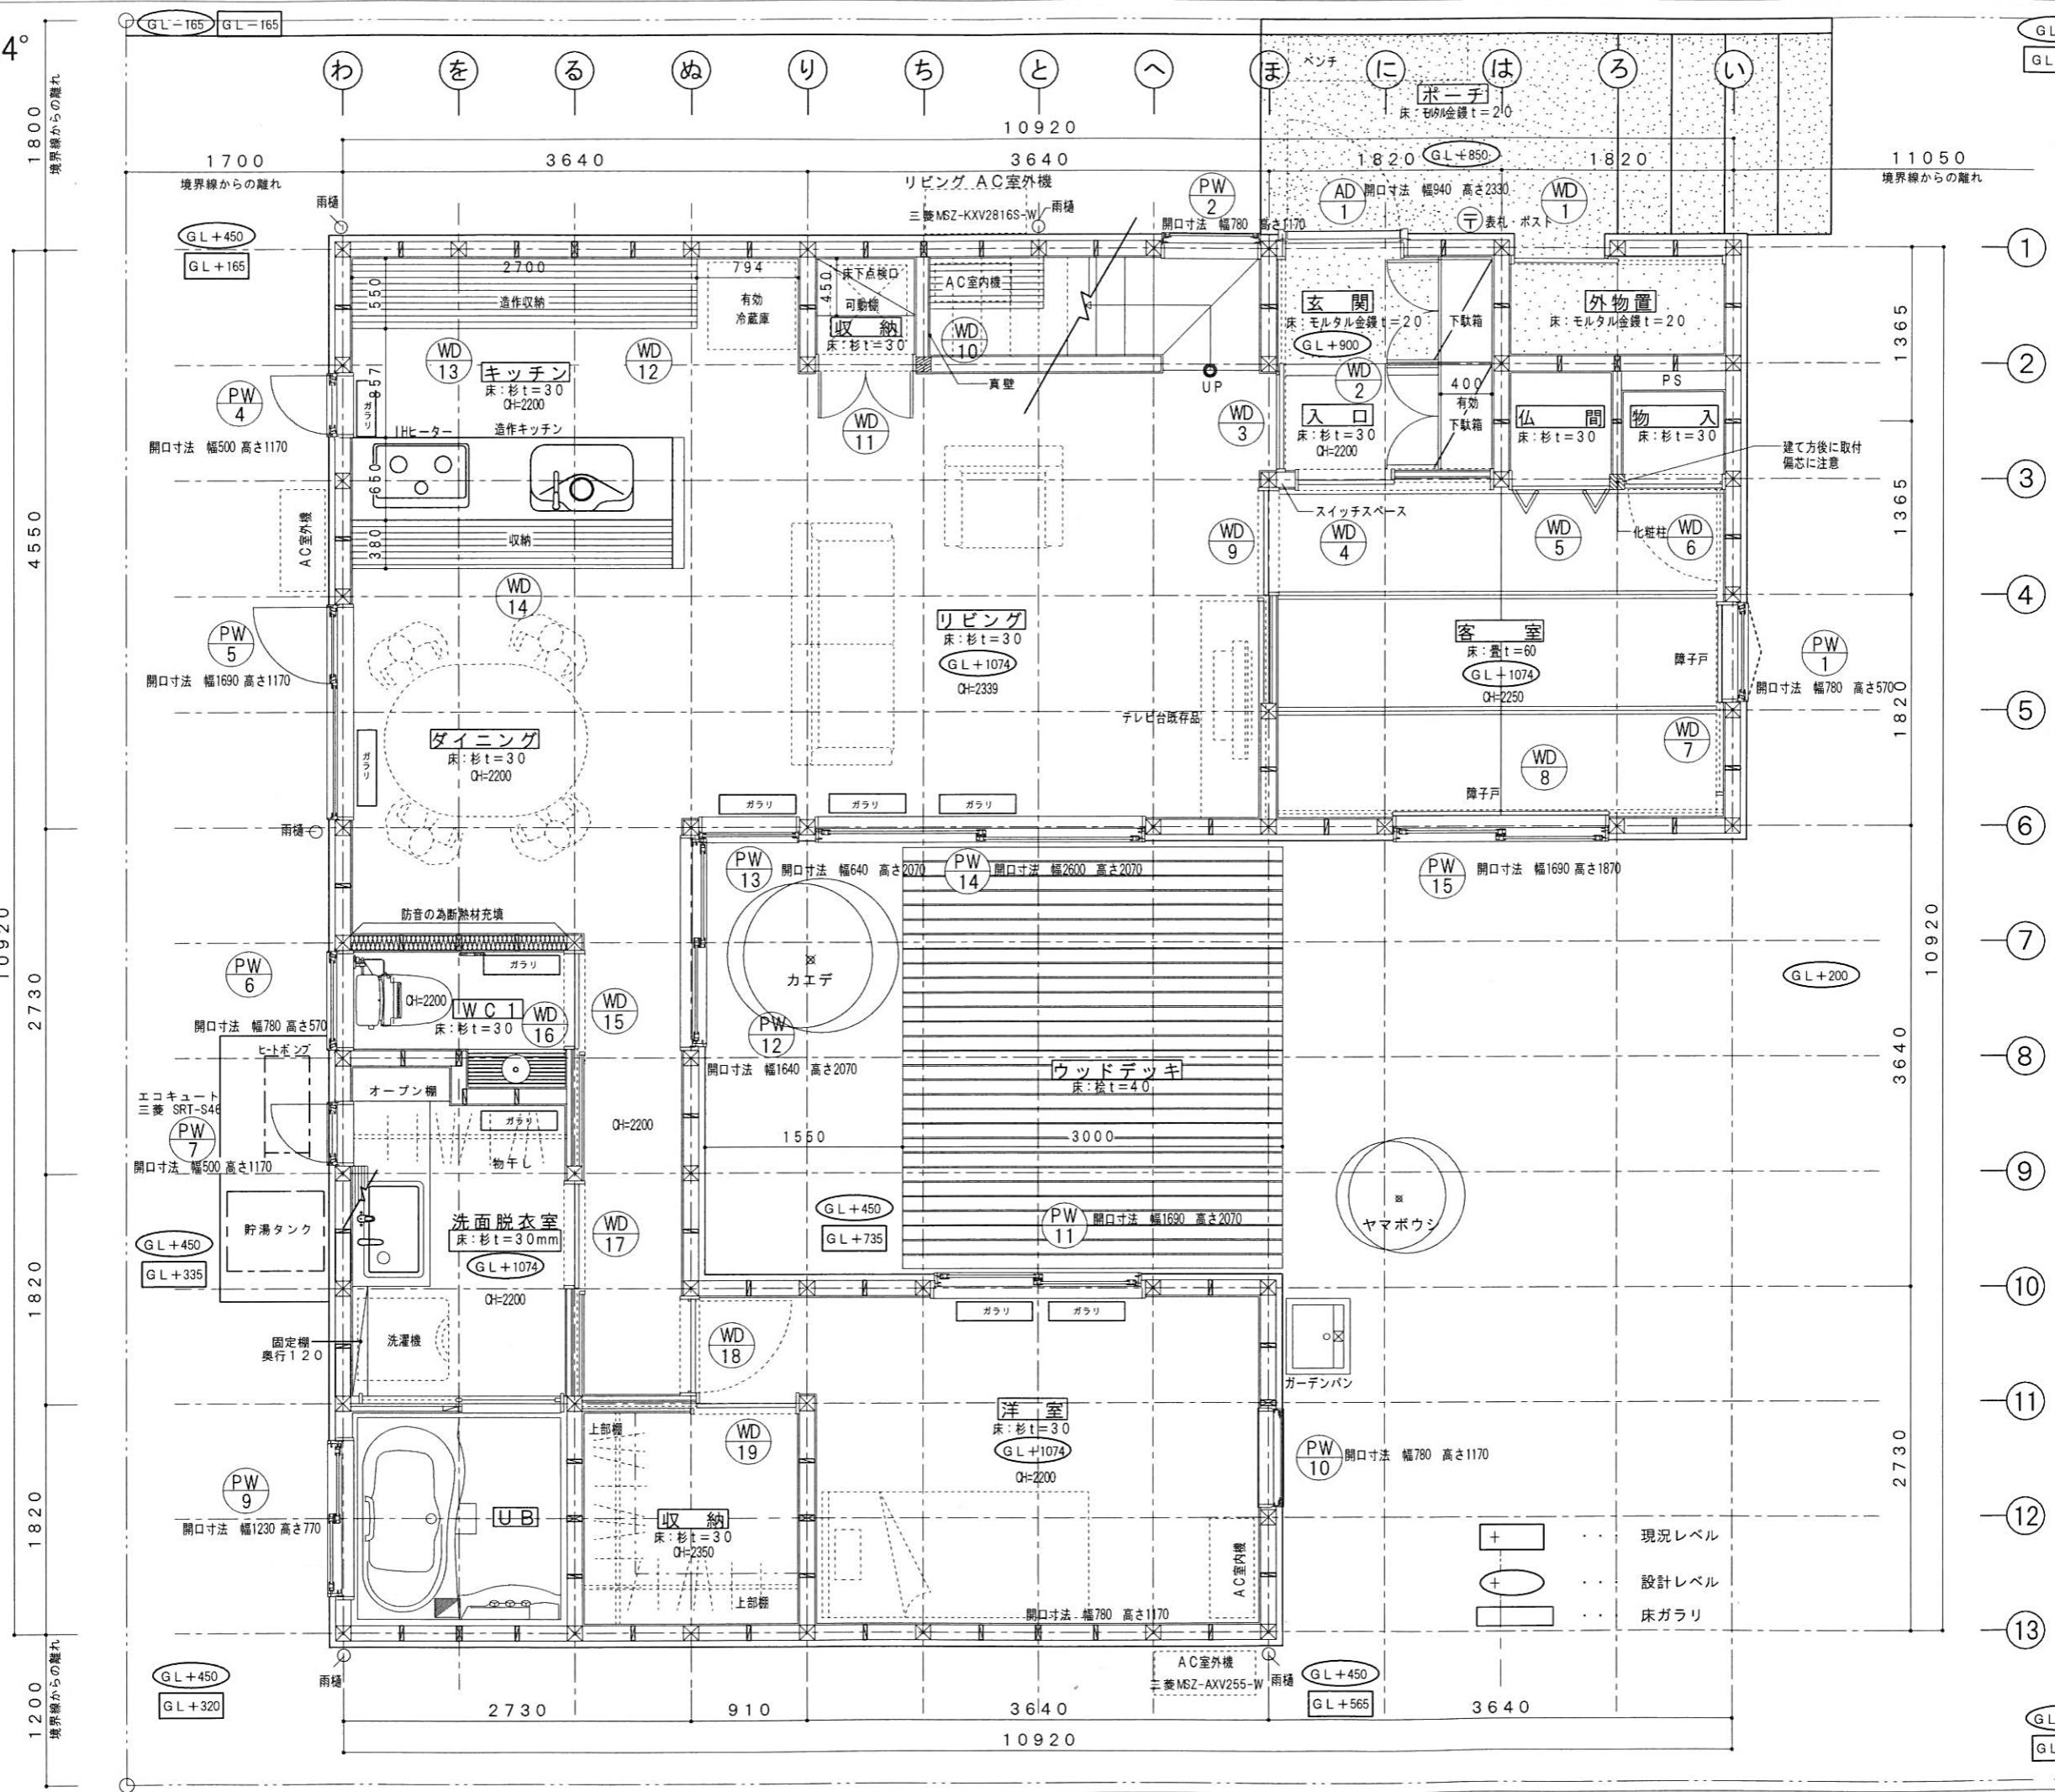 4°
GL-165 GL-165
GL
GL
わ を る ぬ り ち と へ ほ に は ろ い
ベンチ
ポーチ
床：モルタル金鏝t=20
GL+850
1800
境界線からの離れ
10920
1700 3640 3640 1820 1820 11050
境界線からの離れ
境界線からの離れ
リビング AC室外機
三菱MSZ-KXV2816S-W
雨樋
雨樋
PW 2
開口寸法 幅780 高さ1170
AD 1
開口寸法 幅940 高さ2330
WD 1
〒 表札・ポスト
GL+450
GL+165
2700
造作収納
550
794
有効
冷蔵庫
450
床下点検口
可動棚
収納
床：杉t=30
AC室内機
WD 10
真壁
UP
玄関
床：モルタル金鏝t=20
GL+900
下駄箱
外物置
床：モルタル金鏝t=20
1
1365
WD 13
キッチン
床：杉t=30
CH=2200
WD 12
WD 11
WD 3
WD 2
入口
床：杉t=30
CH=2200
400
有効
下駄箱
仏間
床：杉t=30
PS
物入
床：杉t=30
建て方後に取付
偏芯に注意
2
PW 4
開口寸法 幅500 高さ1170
ガラリ
857
IHヒーター
造作キッチン
650
380
収納
AC室外機
4550
スイッチスペース
3
1365
WD 9
WD 4
WD 5
化粧柱
WD 6
WD 14
4
PW 5
開口寸法 幅1690 高さ1170
リビング
床：杉t=30
GL+1074
CH=2339
客室
床：畳t=60
GL+1074
CH=2250
障子戸
PW 1
開口寸法 幅780 高さ570
1820
テレビ台既存品
5
ダイニング
床：杉t=30
CH=2200
ガラリ
WD 7
WD 8
障子戸
ガラリ ガラリ ガラリ
雨樋
6
PW 13
開口寸法 幅640 高さ2070
PW 14
開口寸法 幅2600 高さ2070
PW 15
開口寸法 幅1690 高さ1870
10920
防音の為断熱材充填
7
10920
PW 6
開口寸法 幅780 高さ570
ガラリ
CH=2200
WC1
床：杉t=30
WD 16
WD 15
カエデ
GL+200
2730
PW 12
開口寸法 幅1640 高さ2070
ヒートポンプ
8
3640
オープン棚
ウッドデッキ
床：桧t=40
エコキュート
三菱 SRT-S46
PW 7
開口寸法 幅500 高さ1170
ガラリ
物干し
CH=2200
1550 3000
9
貯湯タンク
洗面脱衣室
床：杉t=30mm
GL+1074
CH=2200
WD 17
GL+450
GL+735
PW 11
開口寸法 幅1690 高さ2070
ヤマボウシ
GL+450
GL+335
1820
10
固定棚
奥行120
洗濯機
WD 18
ガラリ ガラリ
ガーデンパン
11
上部棚
WD 19
洋室
床：杉t=30
GL+1074
CH=2200
PW 10
開口寸法 幅780 高さ1170
2730
PW 9
開口寸法 幅1230 高さ770
1820
UB
収納
床：杉t=30
CH=2350
上部棚
AC室内機
12
+ ・・・ 現況レベル
+ ・・・ 設計レベル
・・・ 床ガラリ
開口寸法 幅780 高さ1170
13
1200
境界線からの離れ
GL+450
GL+320
雨樋
AC室外機
三菱MSZ-AXV255-W
雨樋
GL+450
GL+565
2730 910 3640 3640
10920
GL
GL